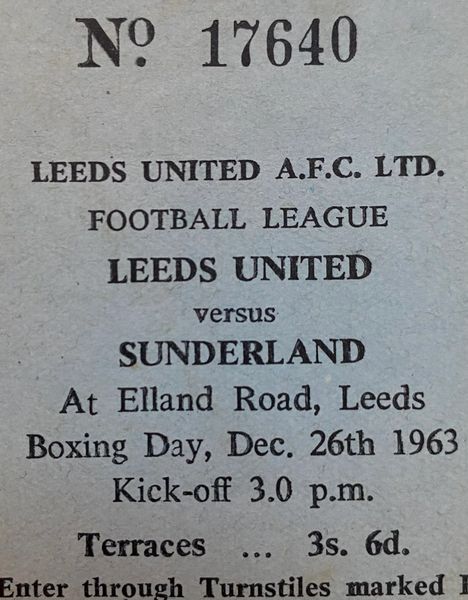 Nº. 17640
LEEDS UNITED A.F.C. LTD.
FOOTBALL LEAGUE
LEEDS UNITED
versus
SUNDERLAND
At Elland Road, Leeds
Boxing Day, Dec. 26th 1963
Kick-off 3.0 p.m.
Terraces ... 3s. 6d.
Enter through Turnstiles marked